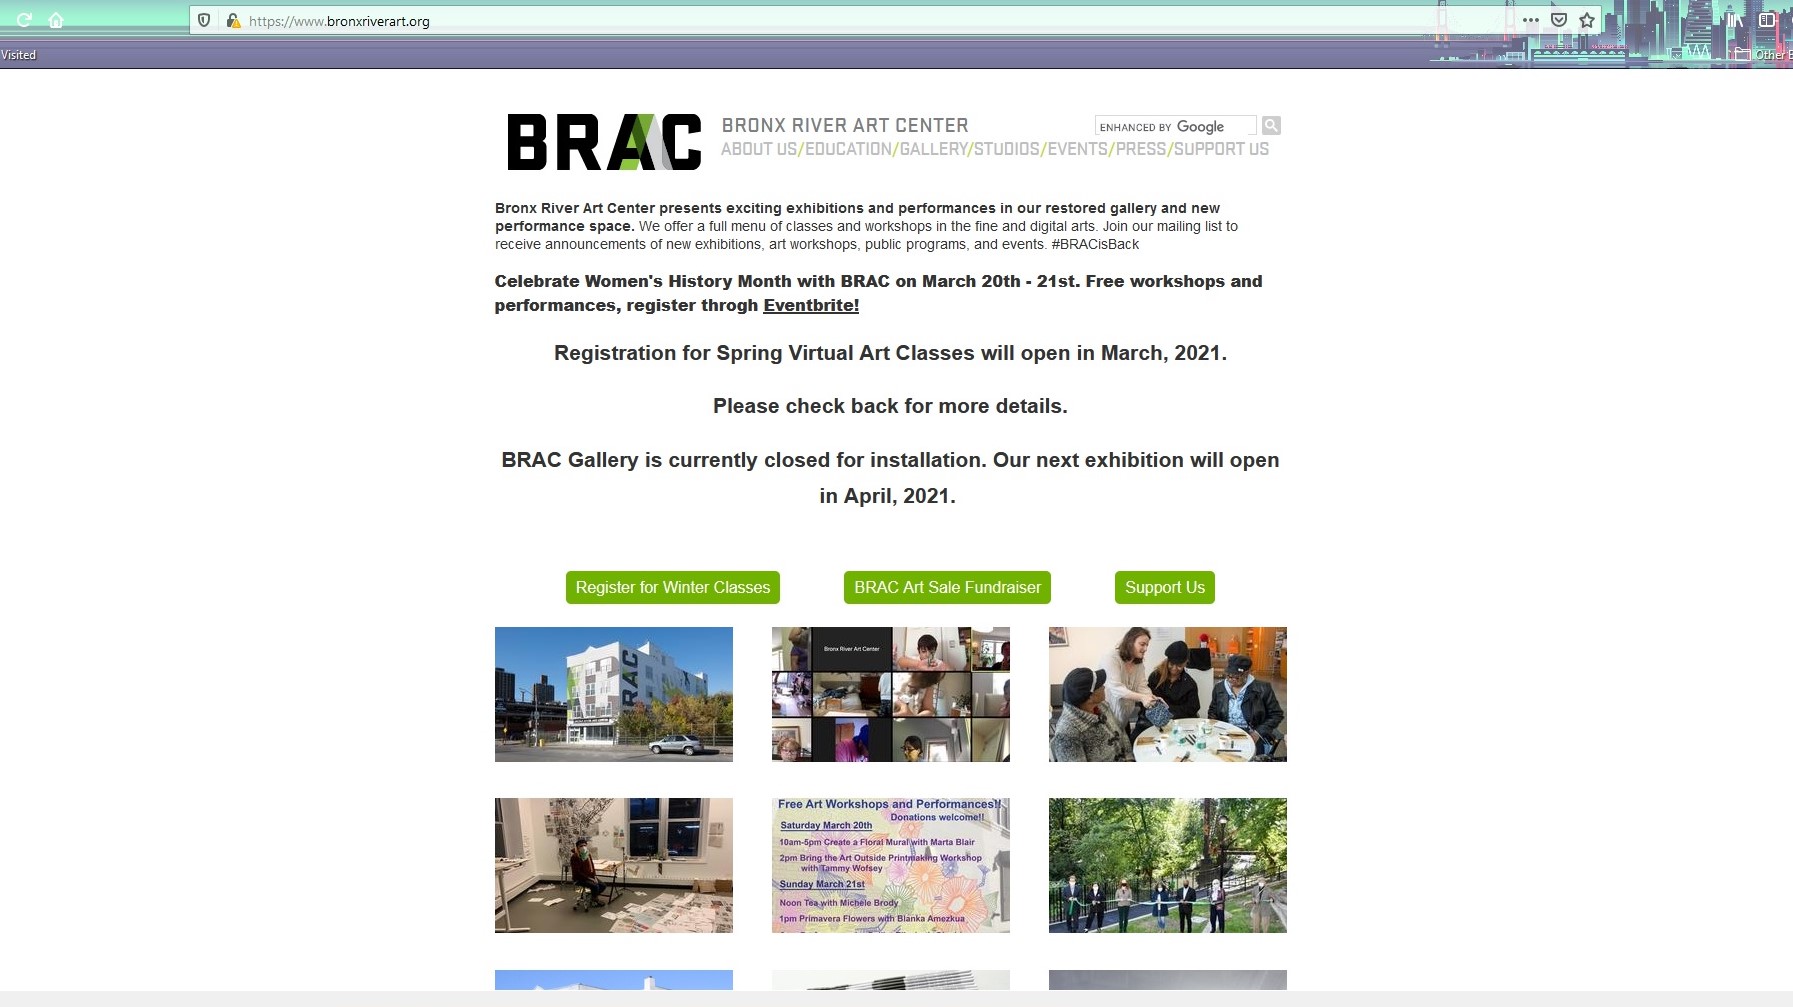 https://www.bronxriverart.org
Visited
Other
BRAC
BRONX RIVER ART CENTER
ENHANCED BY Google
ABOUT US/EDUCATION/GALLERY/STUDIOS/EVENTS/PRESS/SUPPORT US
Bronx River Art Center presents exciting exhibitions and performances in our restored gallery and new
performance space. We offer a full menu of classes and workshops in the fine and digital arts. Join our mailing list to
receive announcements of new exhibitions, art workshops, public programs, and events. #BRACisBack
Celebrate Women's History Month with BRAC on March 20th - 21st. Free workshops and
performances, register throgh Eventbrite!
Registration for Spring Virtual Art Classes will open in March, 2021.
Please check back for more details.
BRAC Gallery is currently closed for installation. Our next exhibition will open
in April, 2021.
Register for Winter Classes
BRAC Art Sale Fundraiser
Support Us
BRAC
Bronx River Art Center
Free Art Workshops and Performances!!
Donations welcome!!
Saturday March 20th
10am-5pm Create a Floral Mural with Marta Blair
2pm Bring the Art Outside Printmaking Workshop
with Tammy Wofsey
Sunday March 21st
Noon Tea with Michele Brody
1pm Primavera Flowers with Blanka Amezkua